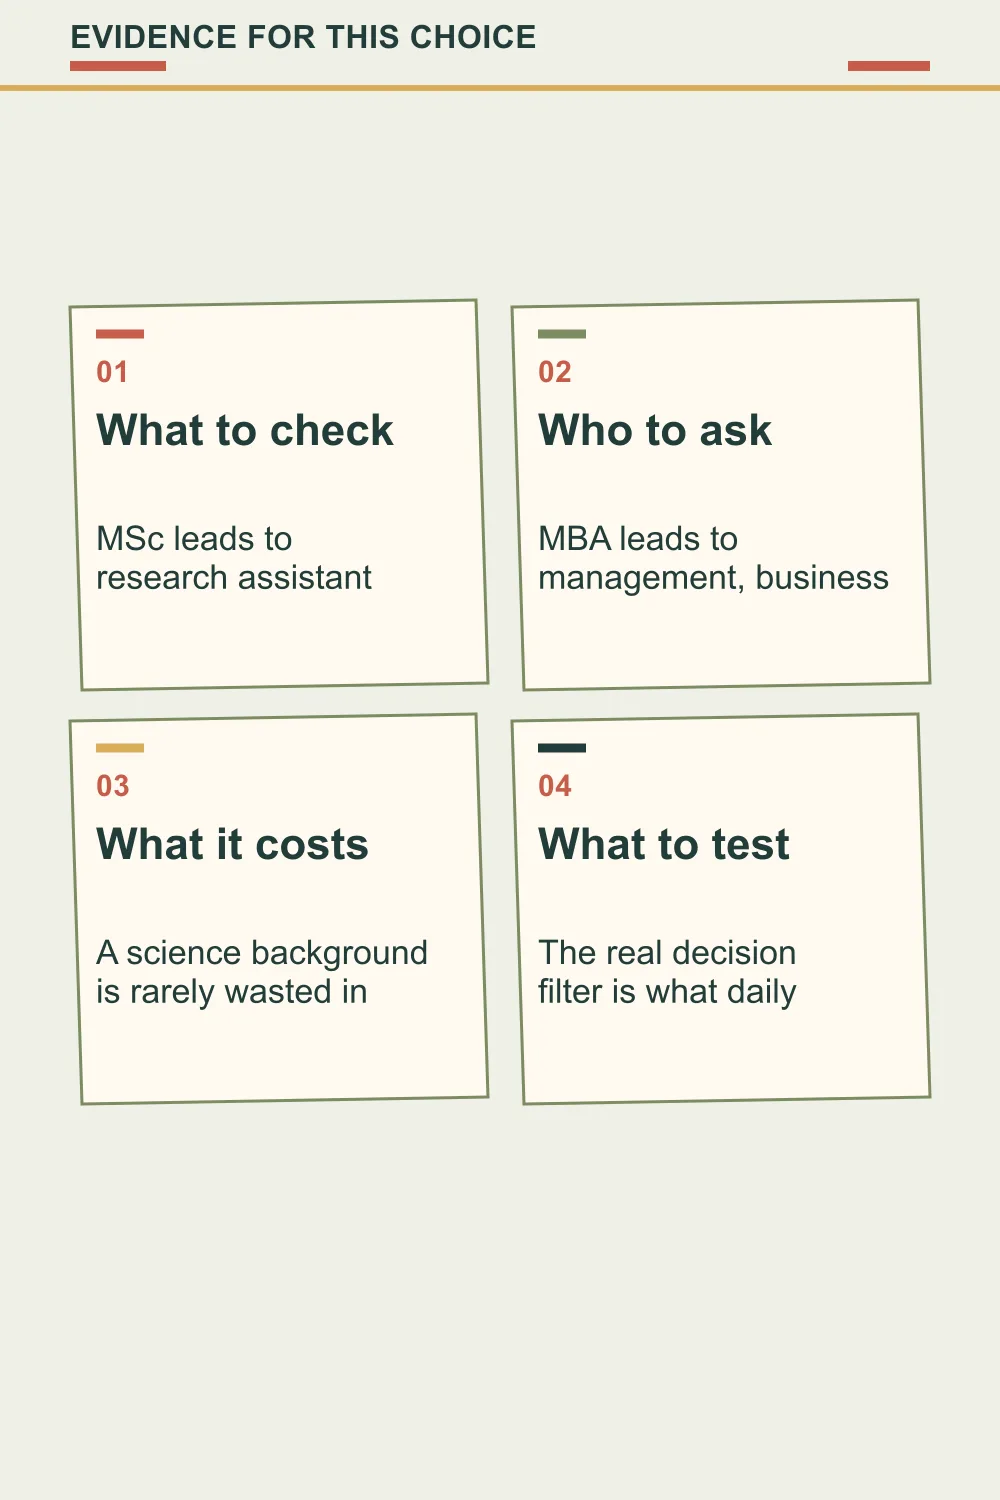 EVIDENCE FOR THIS CHOICE
01
What to check
MSc leads to
research assistant
02
Who to ask
MBA leads to
management, business
03
What it costs
A science background
is rarely wasted in
04
What to test
The real decision
filter is what daily